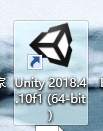 Unity 2018.4
.10f1 (64-bit
)